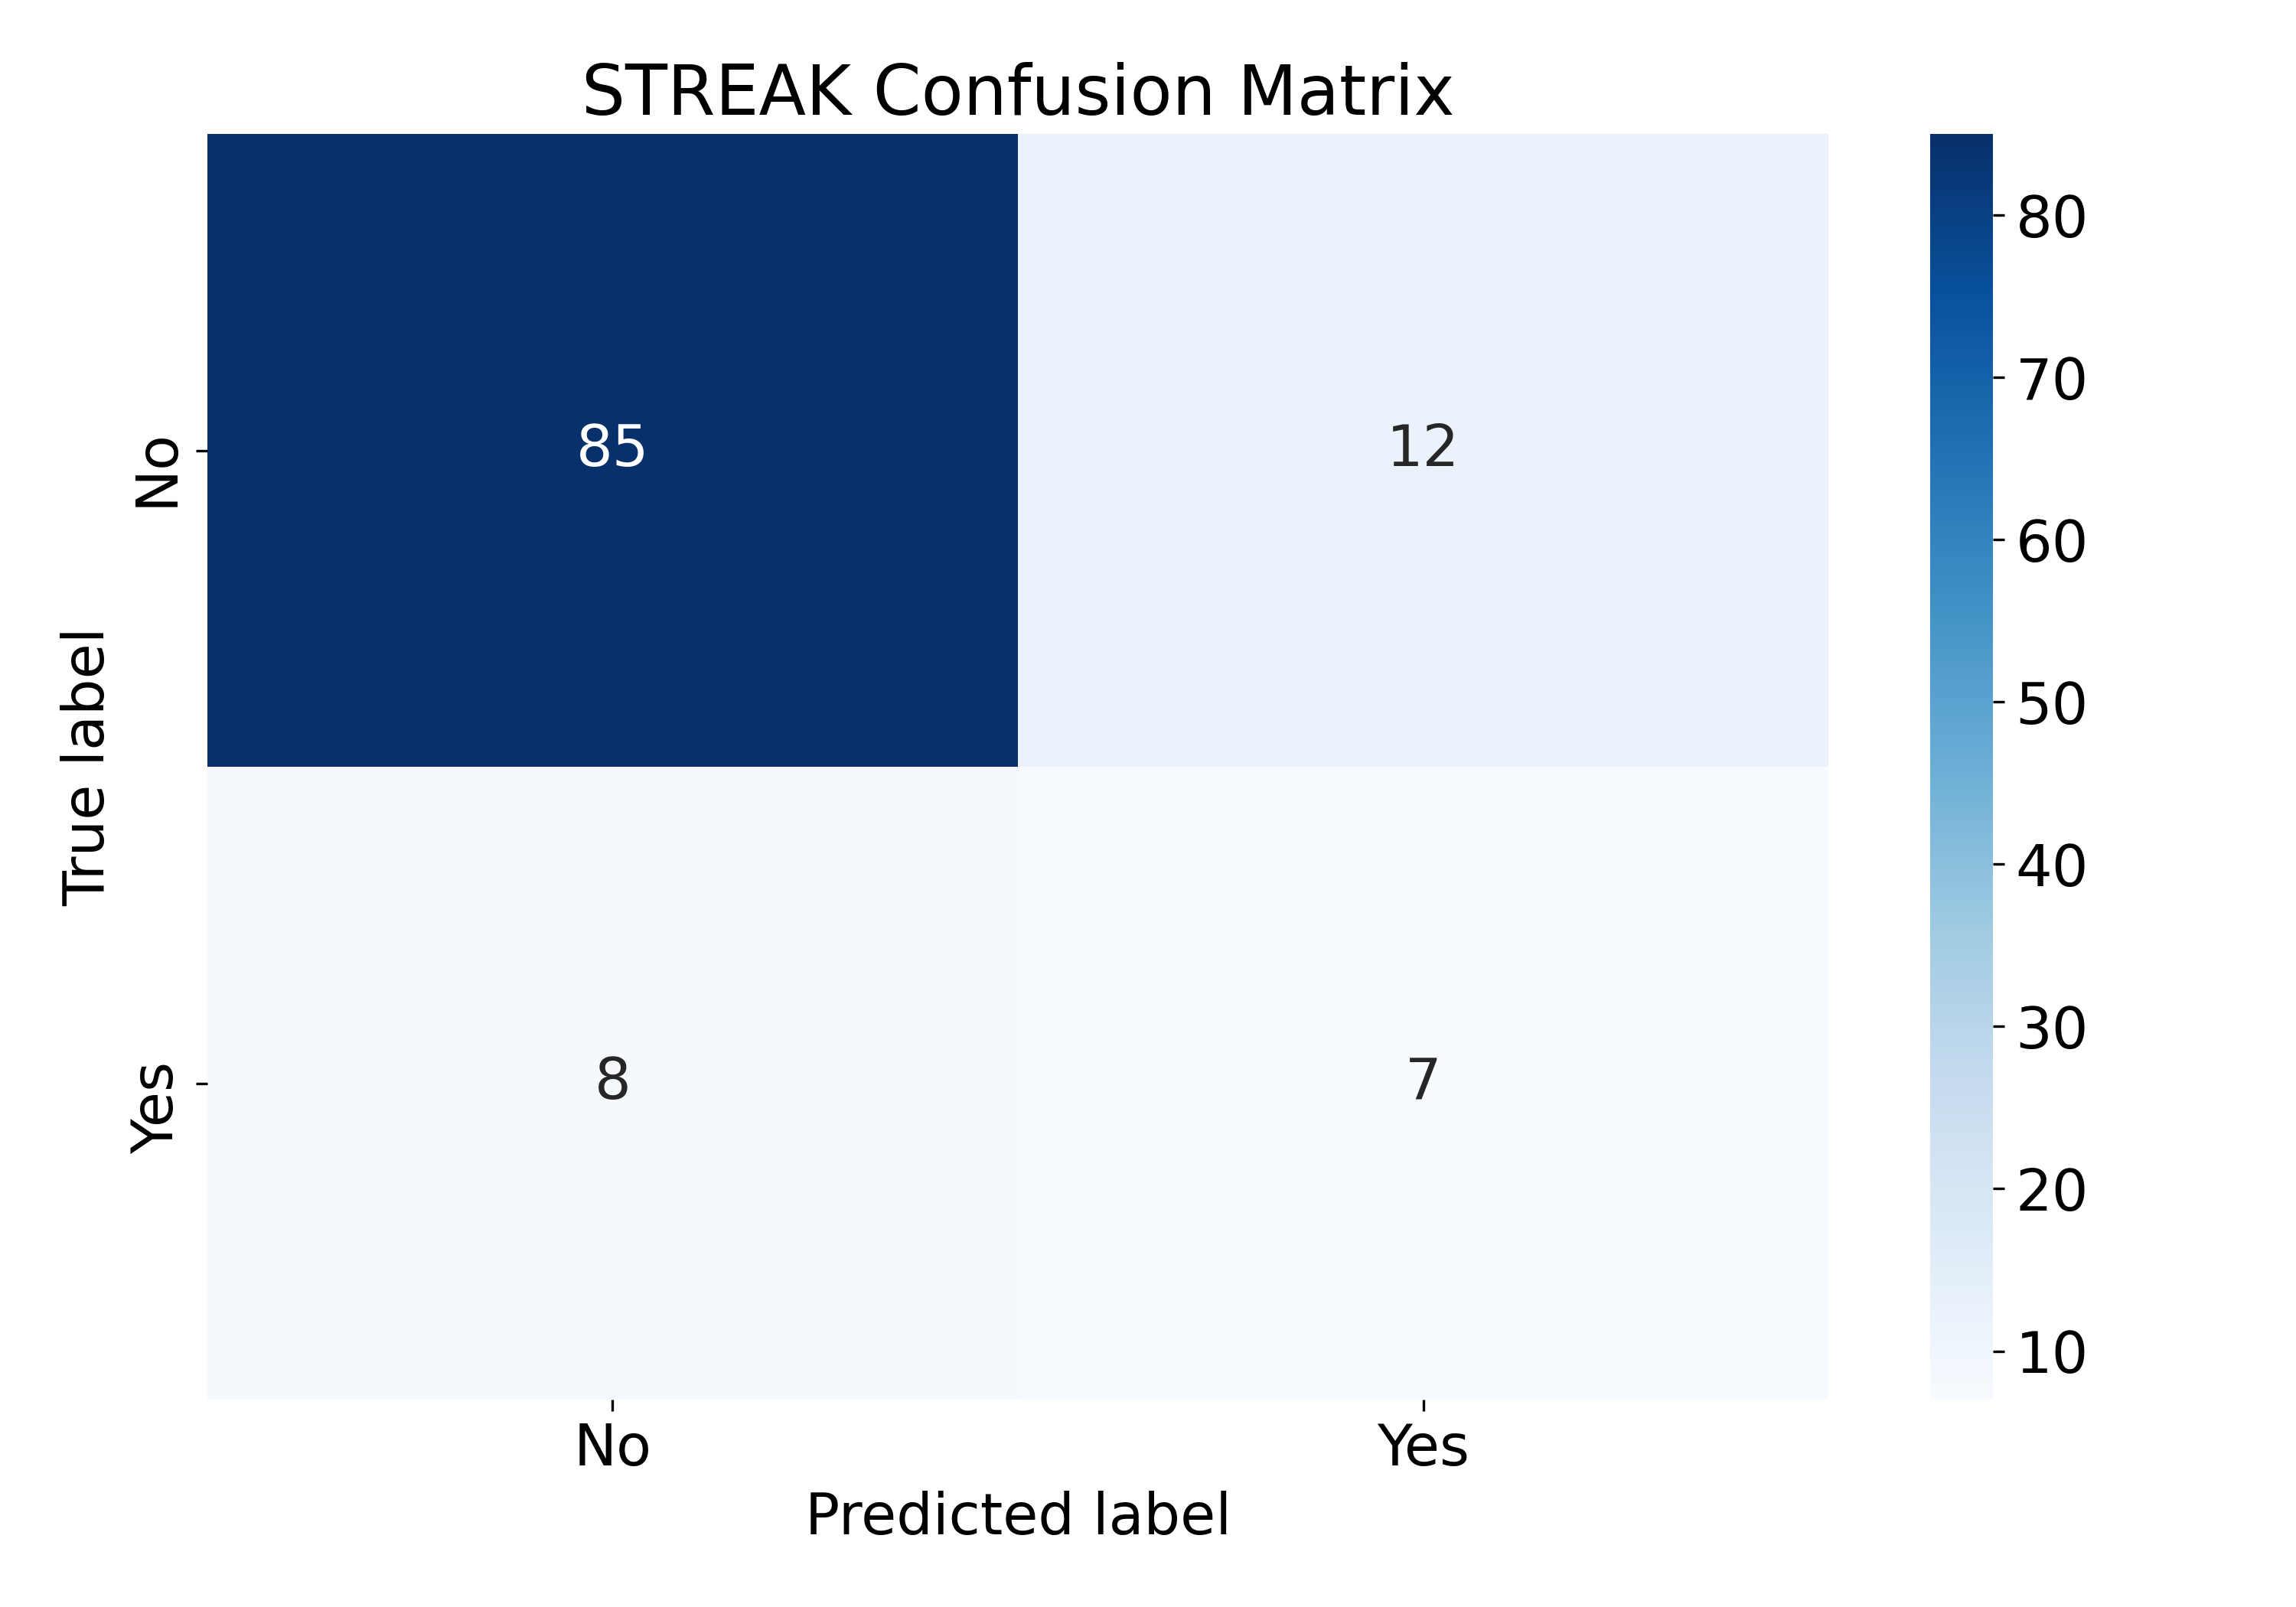 STREAK Confusion Matrix
True label
No
85
12
Yes
8
7
No
Yes
Predicted label
80
70
60
50
40
30
20
10